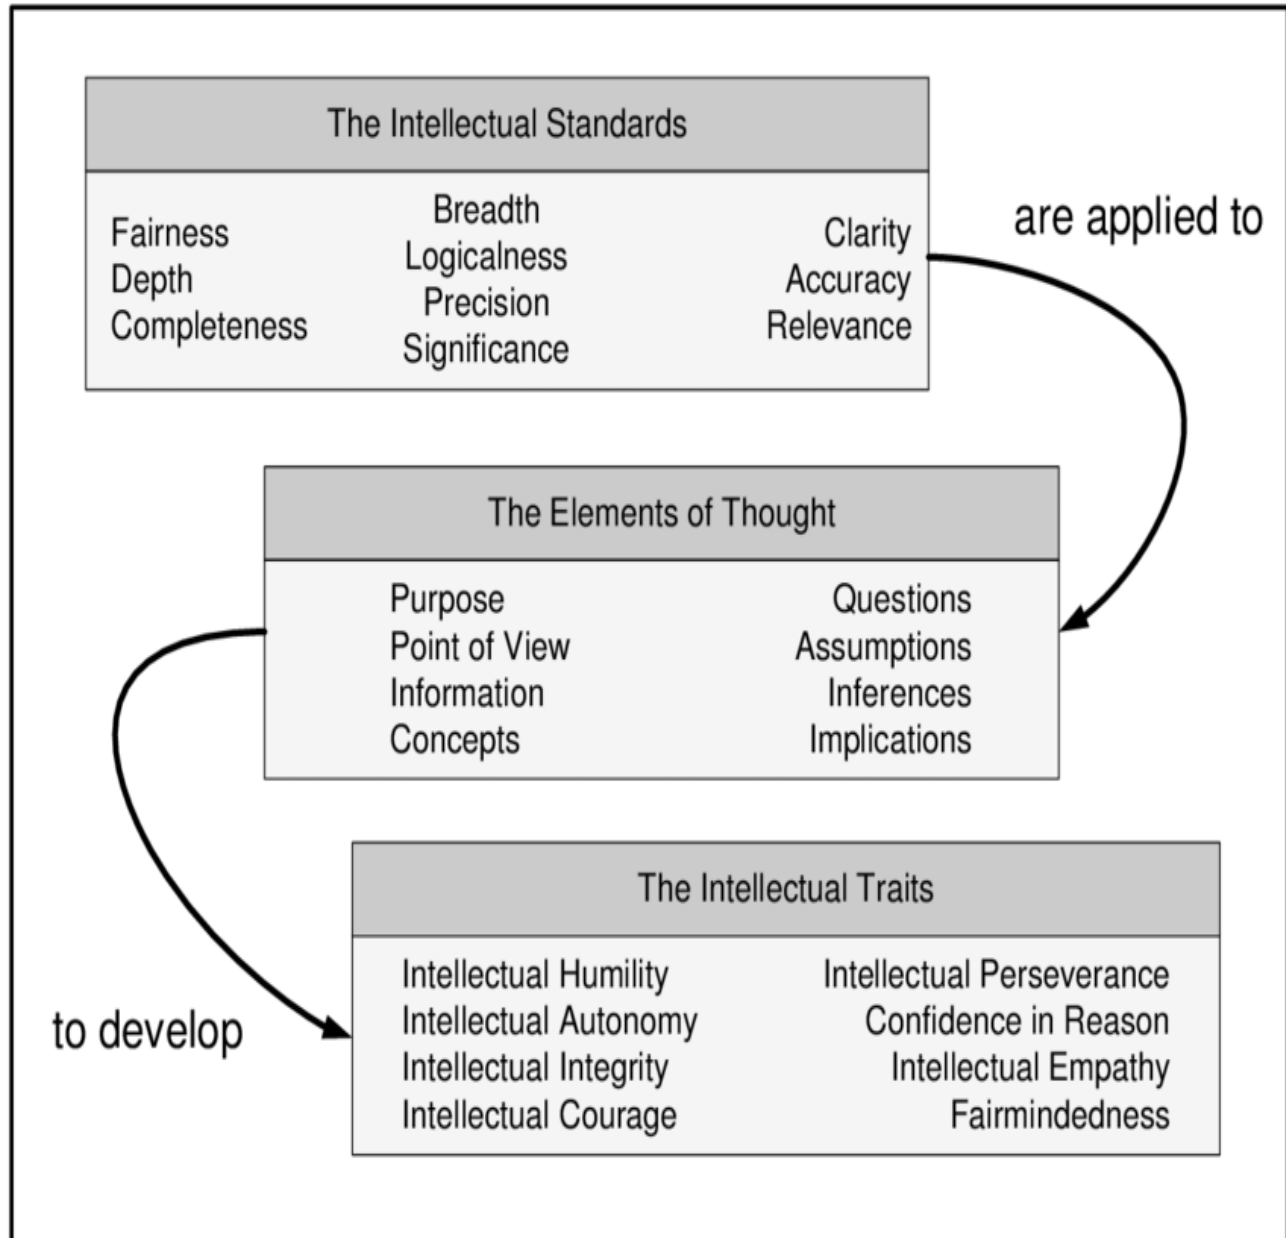 The Intellectual Standards
Fairness
Depth
Completeness
Breadth
Logicalness
Precision
Significance
Clarity
Accuracy
Relevance
are applied to
The Elements of Thought
Purpose
Point of View
Information
Concepts
Questions
Assumptions
Inferences
Implications
to develop
The Intellectual Traits
Intellectual Humility
Intellectual Autonomy
Intellectual Integrity
Intellectual Courage
Intellectual Perseverance
Confidence in Reason
Intellectual Empathy
Fairmindedness